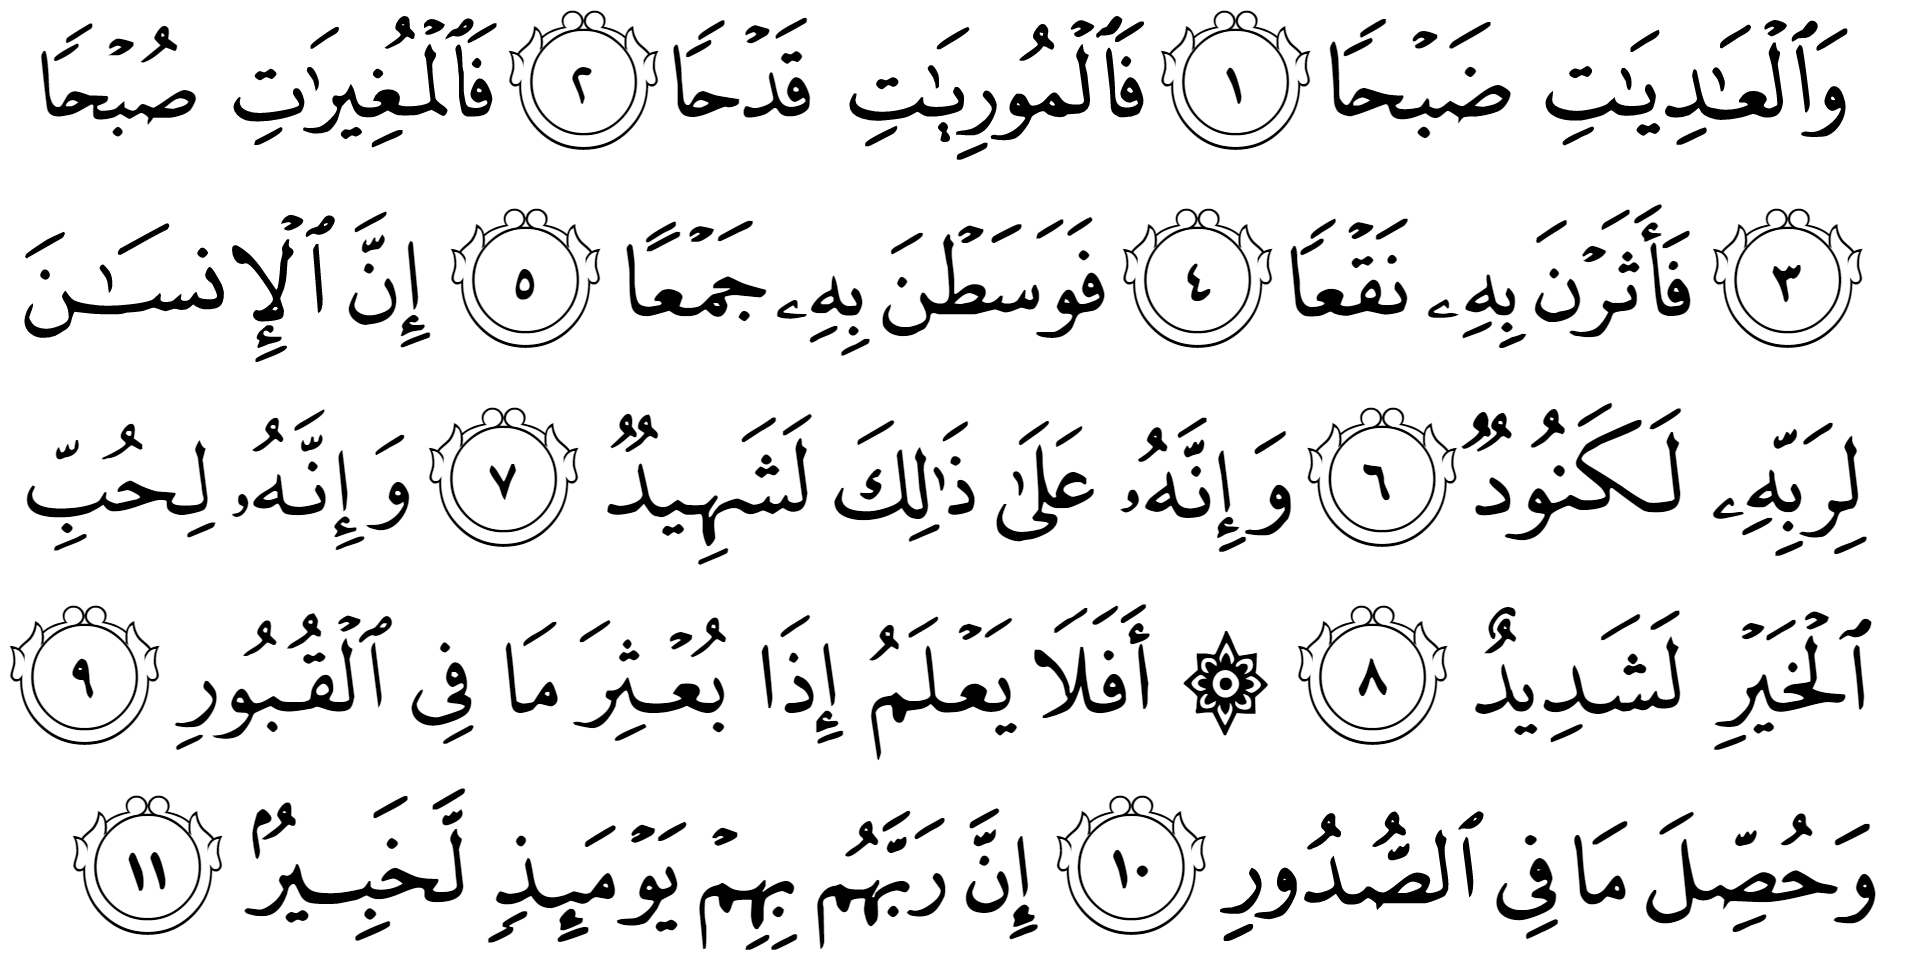 وَٱلۡعَـٰدِيَـٰتِ ضَبۡحࣰا ١ فَٱلۡمُورِيَـٰتِ قَدۡحࣰا ٢ فَٱلۡمُغِيرَ ٰ⁠تِ صُبۡحࣰا
٣ فَأَثَرۡنَ بِهِۦ نَقۡعࣰا ٤ فَوَسَطۡنَ بِهِۦ جَمۡعًا ٥ إِنَّ ٱلۡإِنسَـٰنَ
لِرَبِّهِۦ لَكَنُودࣱ ٦ وَإِنَّهُۥ عَلَىٰ ذَ ٰ⁠لِكَ لَشَهِيدࣱ ٧ وَإِنَّهُۥ لِحُبِّ
ٱلۡخَيۡرِ لَشَدِيدٌ ٨ ۞ أَفَلَا يَعۡلَمُ إِذَا بُعۡثِرَ مَا فِی ٱلۡقُبُورِ ٩
وَحُصِّلَ مَا فِی ٱلصُّدُورِ ١٠ إِنَّ رَبَّهُم بِهِمۡ يَوۡمَىِٕذࣲ لَّخَبِيرُۢ ١١